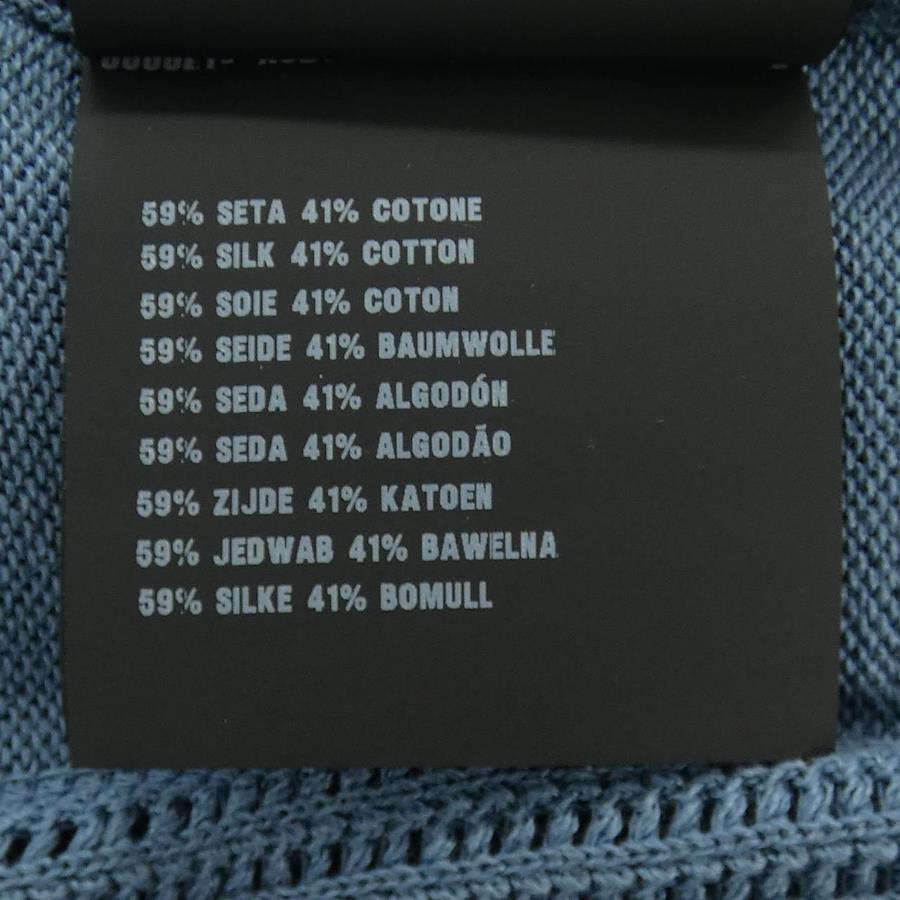 59% SETA 41% COTONE
59% SILK 41% COTTON
59% SOIE 41% COTON
59% SEIDE 41% BAUMWOLLE
59% SEDA 41% ALGODÓN
59% SEDA 41% ALGODÃO
59% ZIJDE 41% KATOEN
59% JEDWAB 41% BAWELNA
59% SILKE 41% BOMULL